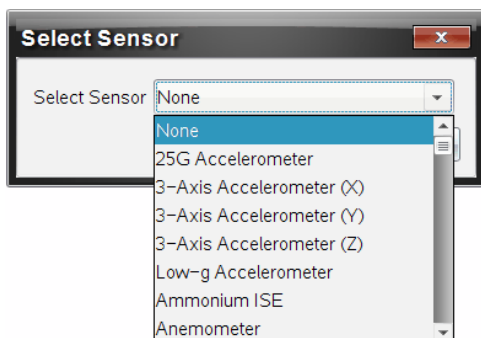 Select Sensor
Select Sensor None
None
25G Accelerometer
3-Axis Accelerometer (X)
3-Axis Accelerometer (Y)
3-Axis Accelerometer (Z)
Low-g Accelerometer
Ammonium ISE
Anemometer